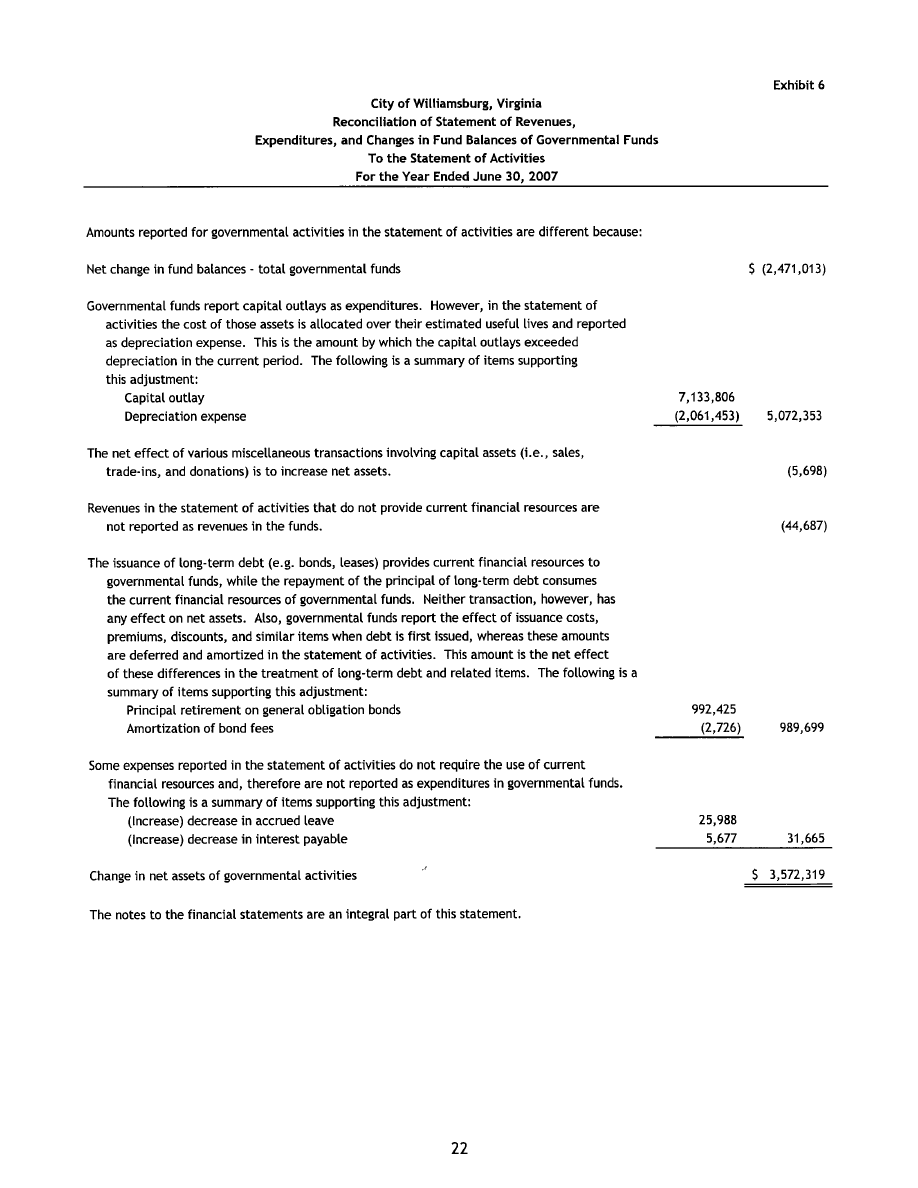 Exhibit 6
City of Williamsburg, Virginia
Reconciliation of Statement of Revenues,
Expenditures, and Changes in Fund Balances of Governmental Funds
To the Statement of Activities
For the Year Ended June 30, 2007
Amounts reported for governmental activities in the statement of activities are different because:
Net change in fund balances - total governmental funds $ (2,471,013)
Governmental funds report capital outlays as expenditures. However, in the statement of
activities the cost of those assets is allocated over their estimated useful lives and reported
as depreciation expense. This is the amount by which the capital outlays exceeded
depreciation in the current period. The following is a summary of items supporting
this adjustment:
Capital outlay 7,133,806
Depreciation expense (2,061,453) 5,072,353
The net effect of various miscellaneous transactions involving capital assets (i.e., sales,
trade-ins, and donations) is to increase net assets. (5,698)
Revenues in the statement of activities that do not provide current financial resources are
not reported as revenues in the funds. (44,687)
The issuance of long-term debt (e.g. bonds, leases) provides current financial resources to
governmental funds, while the repayment of the principal of long-term debt consumes
the current financial resources of governmental funds. Neither transaction, however, has
any effect on net assets. Also, governmental funds report the effect of issuance costs,
premiums, discounts, and similar items when debt is first issued, whereas these amounts
are deferred and amortized in the statement of activities. This amount is the net effect
of these differences in the treatment of long-term debt and related items. The following is a
summary of items supporting this adjustment:
Principal retirement on general obligation bonds 992,425
Amortization of bond fees (2,726) 989,699
Some expenses reported in the statement of activities do not require the use of current
financial resources and, therefore are not reported as expenditures in governmental funds.
The following is a summary of items supporting this adjustment:
(Increase) decrease in accrued leave 25,988
(Increase) decrease in interest payable 5,677 31,665
Change in net assets of governmental activities $ 3,572,319
The notes to the financial statements are an integral part of this statement.
22